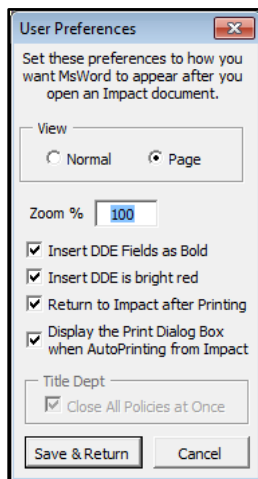 User Preferences
Set these preferences to how you
want MsWord to appear after you
open an Impact document.
View
Normal
Page
Zoom %
100
Insert DDE Fields as Bold
Insert DDE is bright red
Return to Impact after Printing
Display the Print Dialog Box
when AutoPrinting from Impact
Title Dept
Close All Policies at Once
Save & Return
Cancel